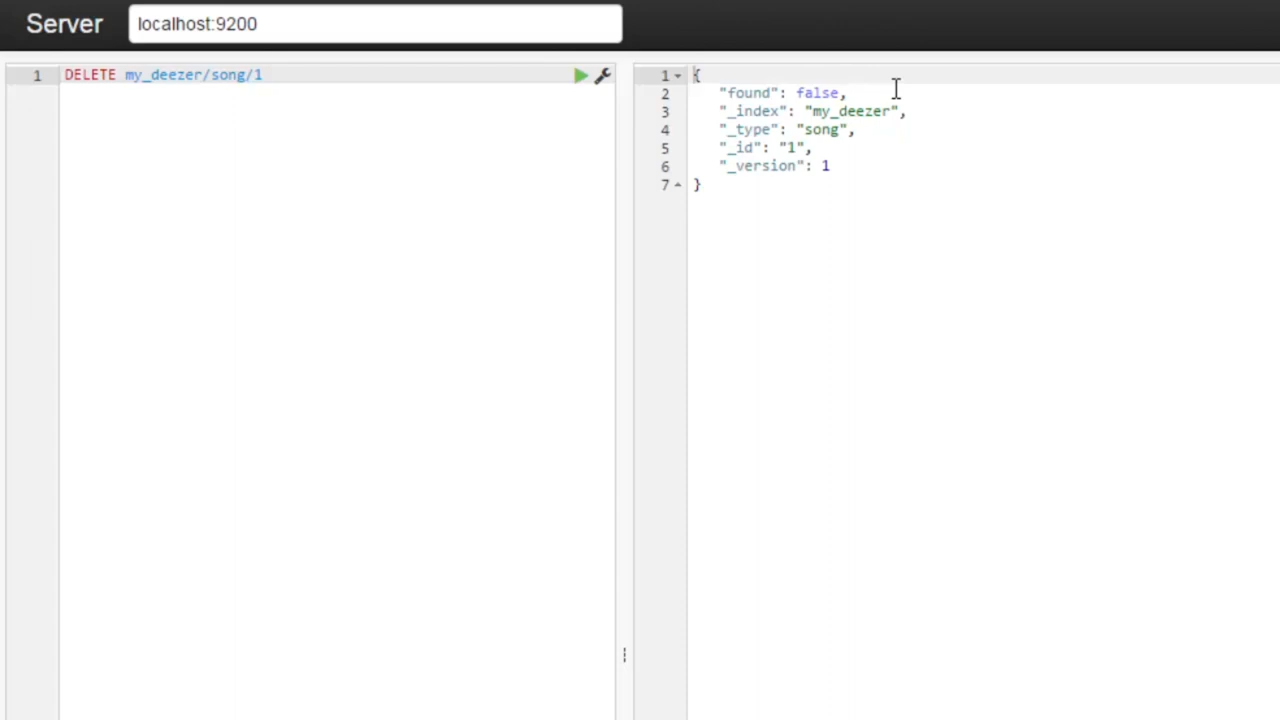 Server localhost:9200
1 DELETE my_deezer/song/1
1 {
2 "found": false,
3 "_index": "my_deezer",
4 "_type": "song",
5 "_id": "1",
6 "_version": 1
7 }